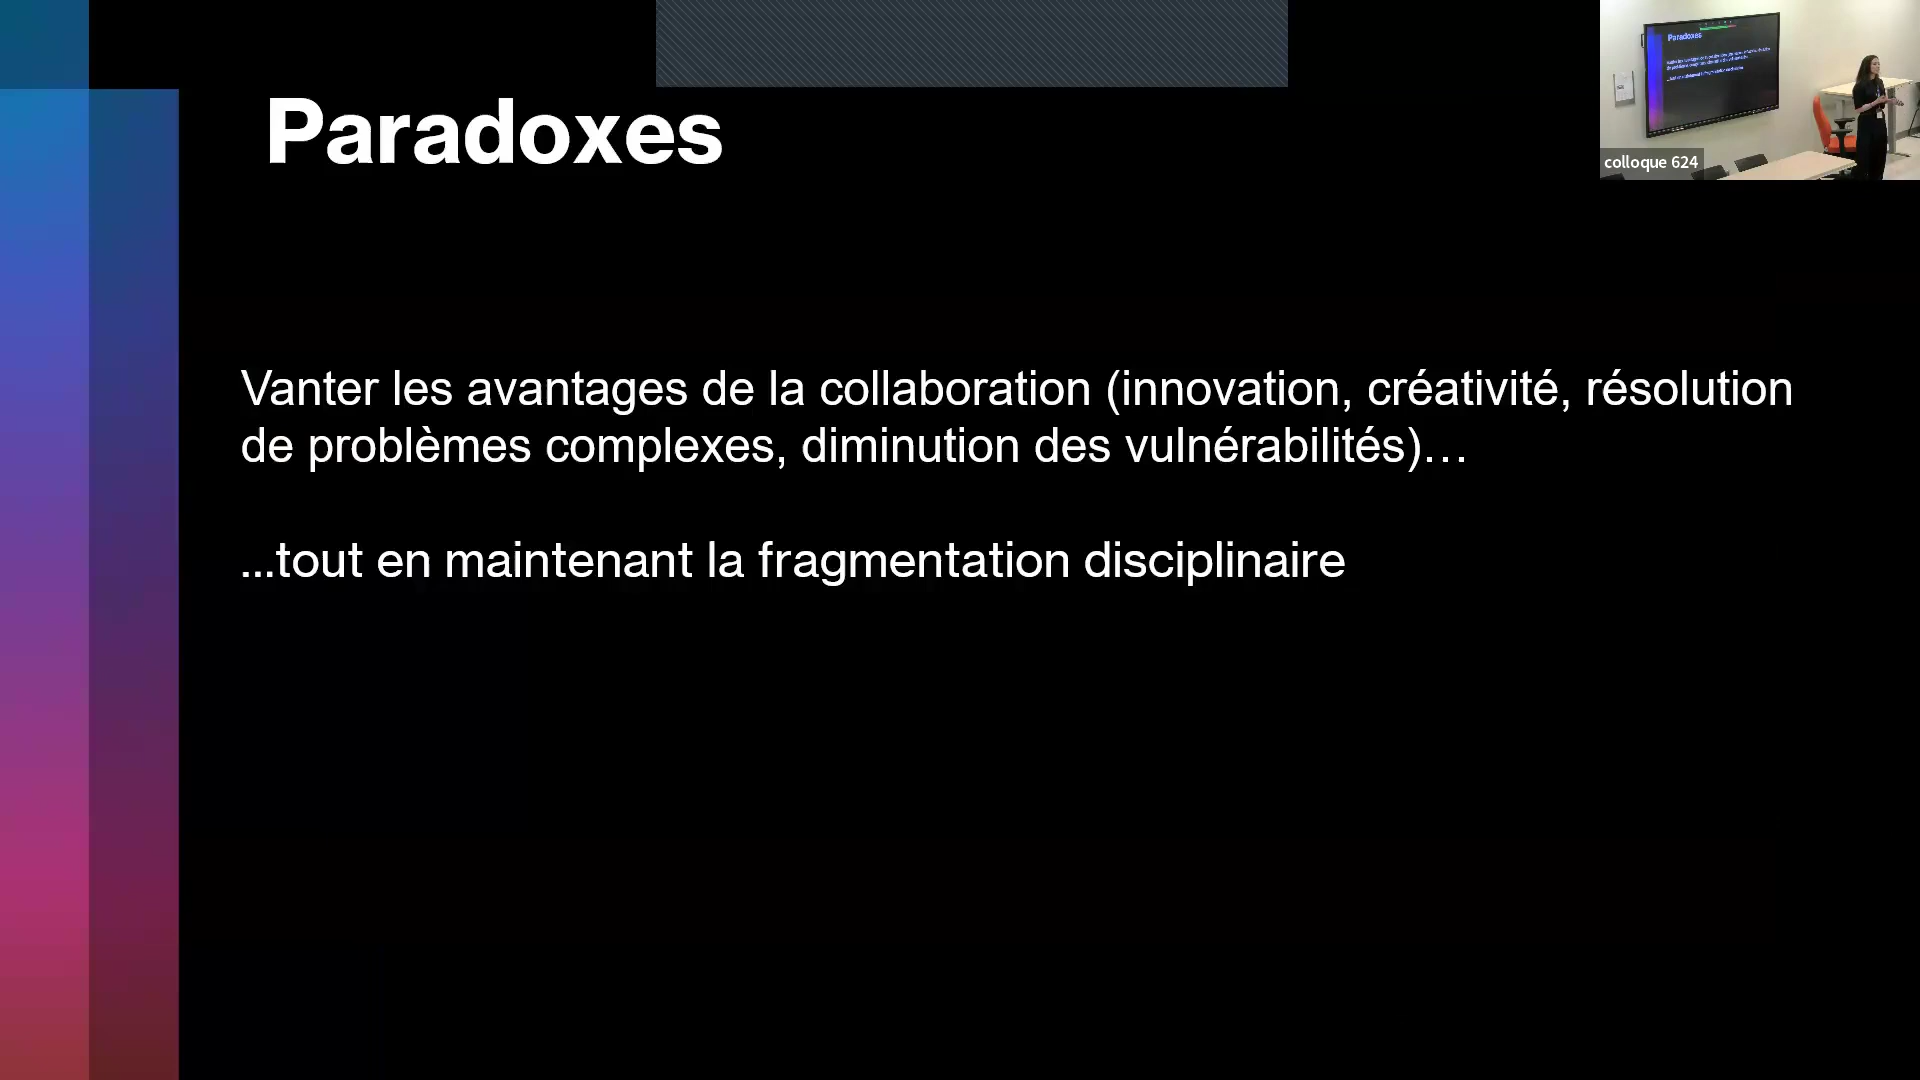 Paradoxes
Vanter les avantages de la collaboration (innovation, créativité, résolution
de problèmes complexes, diminution des vulnérabilités)…
...tout en maintenant la fragmentation disciplinaire
colloque 624
Paradoxes